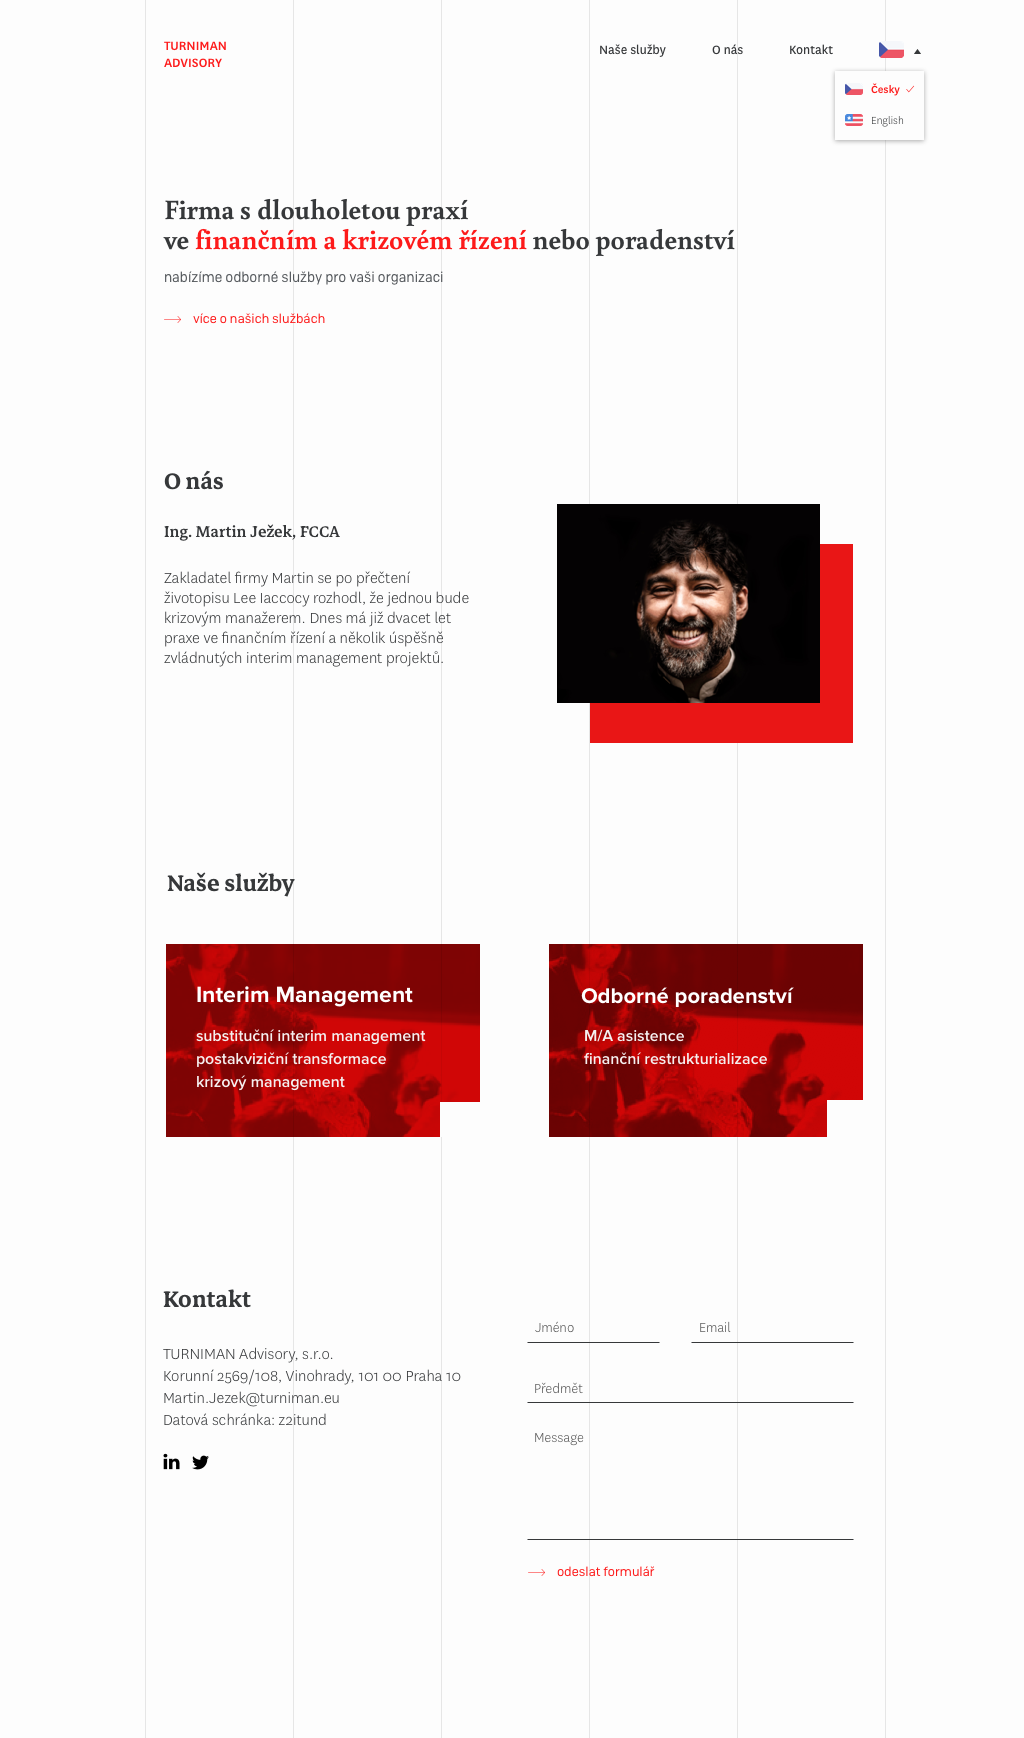 TURNIMAN
ADVISORY
Naše služby
O nás
Kontakt
Česky
English
Firma s dlouholetou praxí
ve finančním a krizovém řízení nebo poradenství
nabízíme odborné služby pro vaši organizaci
více o našich službách
O nás
Ing. Martin Ježek, FCCA
Zakladatel firmy Martin se po přečtení
životopisu Lee Iaccocy rozhodl, že jednou bude
krizovým manažerem. Dnes má již dvacet let
praxe ve finančním řízení a několik úspěšně
zvládnutých interim management projektů.
Naše služby
Interim Management
substituční interim management
postakviziční transformace
krizový management
Odborné poradenství
M/A asistence
finanční restrukturializace
Kontakt
TURNIMAN Advisory, s.r.o.
Korunní 2569/108, Vinohrady, 101 00 Praha 10
Martin.Jezek@turniman.eu
Datová schránka: z2itund
Jméno
Email
Předmět
Message
odeslat formulář